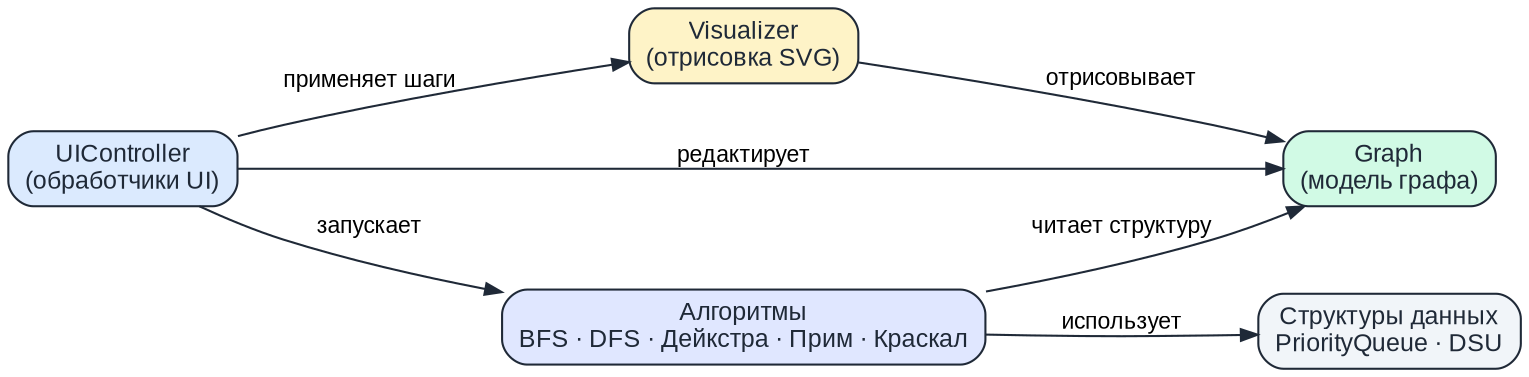 Visualizer
(отрисовка SVG)
применяет шаги
отрисовывает
UIController
(обработчики UI)
редактирует
Graph
(модель графа)
запускает
читает структуру
Алгоритмы
BFS · DFS · Дейкстра · Прим · Краскал
использует
Структуры данных
PriorityQueue · DSU